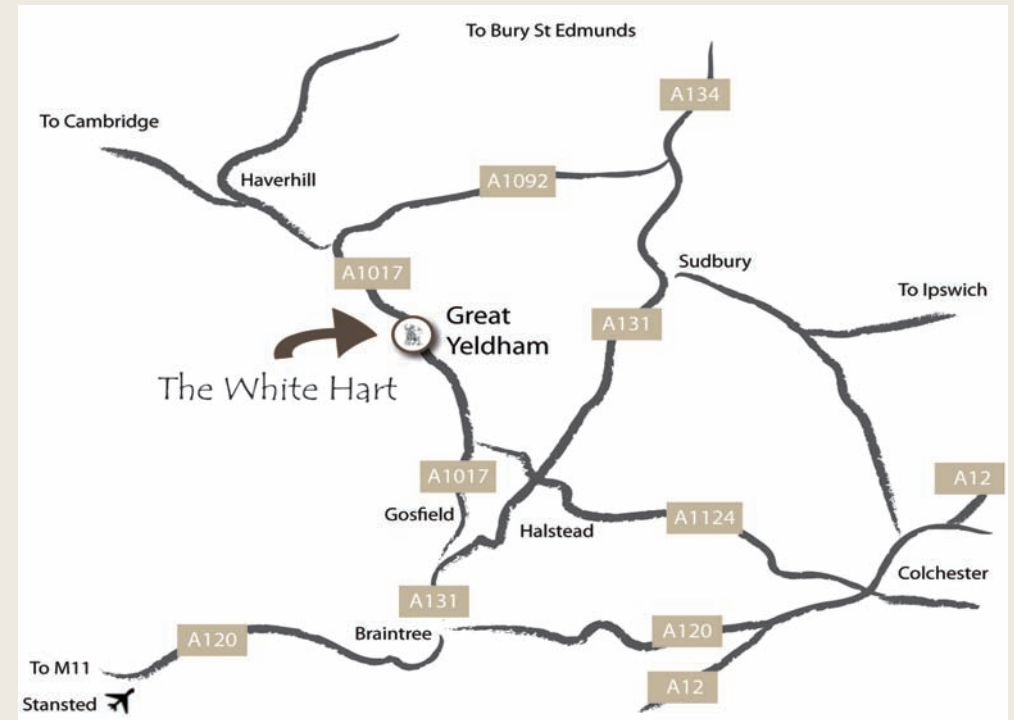 To Bury St Edmunds
A134
To Cambridge
Haverhill
A1092
A1017
Sudbury
To Ipswich
Great
Yeldham
A131
The White Hart
A1017
A12
Gosfield
Halstead
A1124
Colchester
A131
Braintree
A120
A120
To M11
A12
Stansted